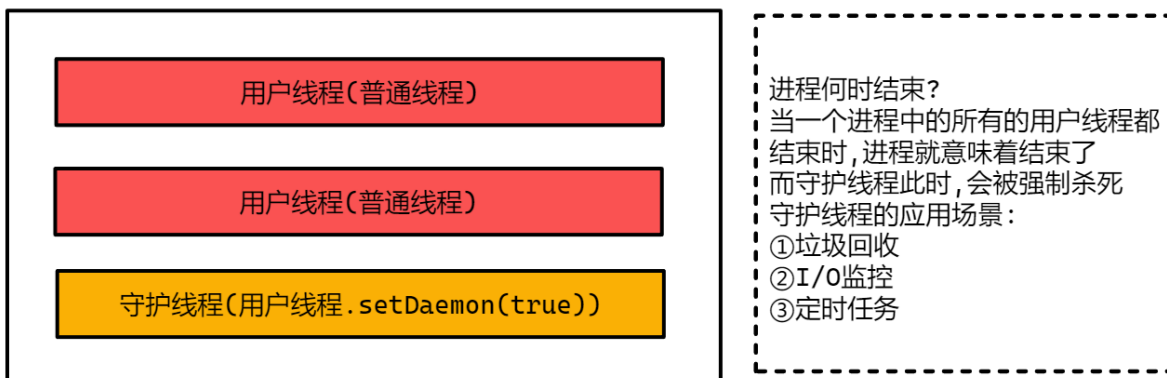 用户线程(普通线程)
用户线程(普通线程)
守护线程(用户线程.setDaemon(true))
进程何时结束?
当一个进程中的所有的用户线程都
结束时,进程就意味着结束了
而守护线程此时,会被强制杀死
守护线程的应用场景:
①垃圾回收
②I/O监控
③定时任务